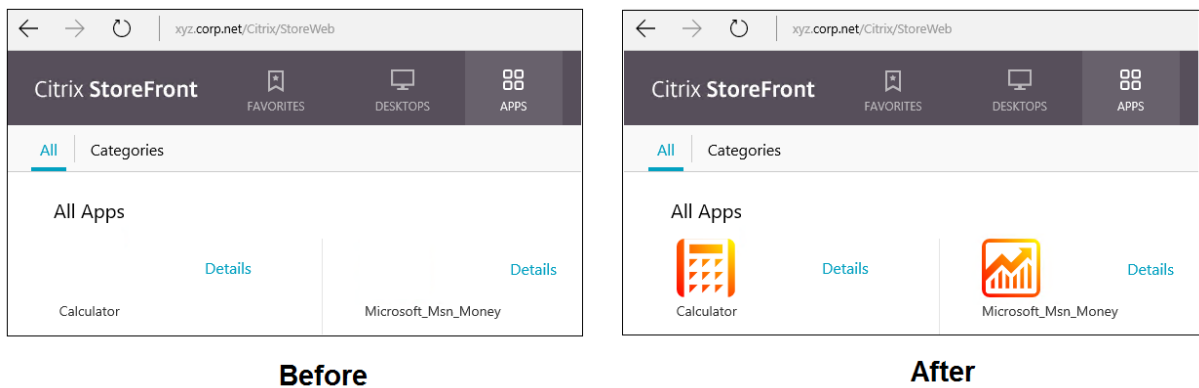 xyz.corp.net/Citrix/StoreWeb
Citrix StoreFront
FAVORITES
DESKTOPS
APPS
All
Categories
All Apps
Details
Details
Calculator
Microsoft_Msn_Money
Before
xyz.corp.net/Citrix/StoreWeb
Citrix StoreFront
FAVORITES
DESKTOPS
APPS
All
Categories
All Apps
Details
Details
Calculator
Microsoft_Msn_Money
After